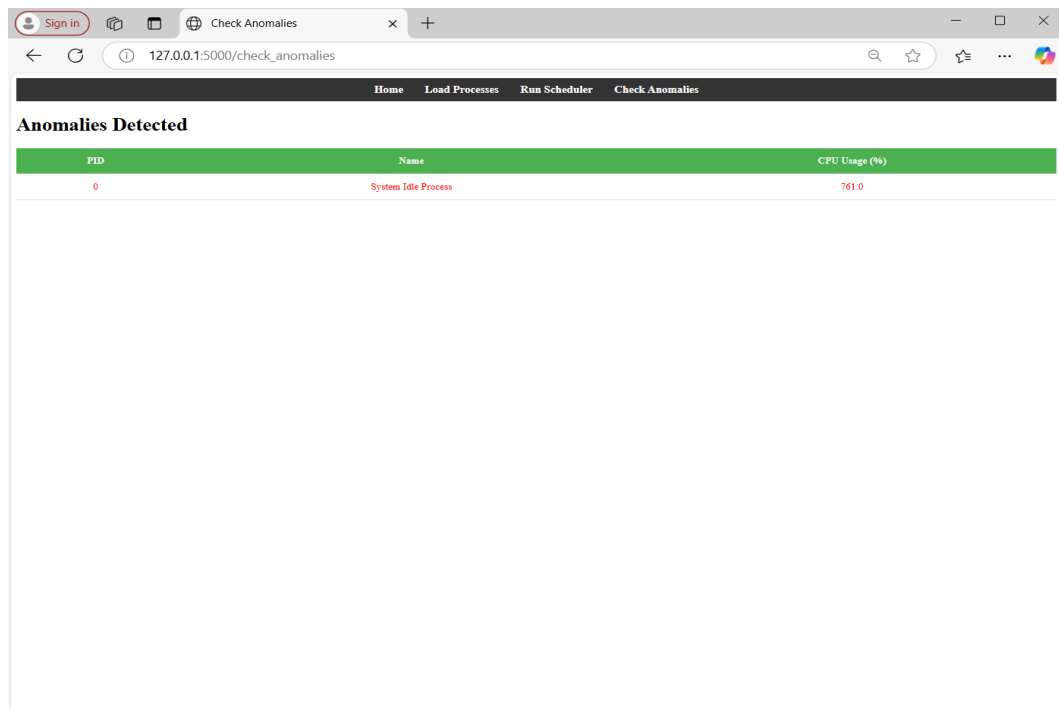 Sign in
Check Anomalies
127.0.0.1:5000/check_anomalies
Home Load Processes Run Scheduler Check Anomalies
Anomalies Detected
PID Name CPU Usage (%)
0 System Idle Process 761.0